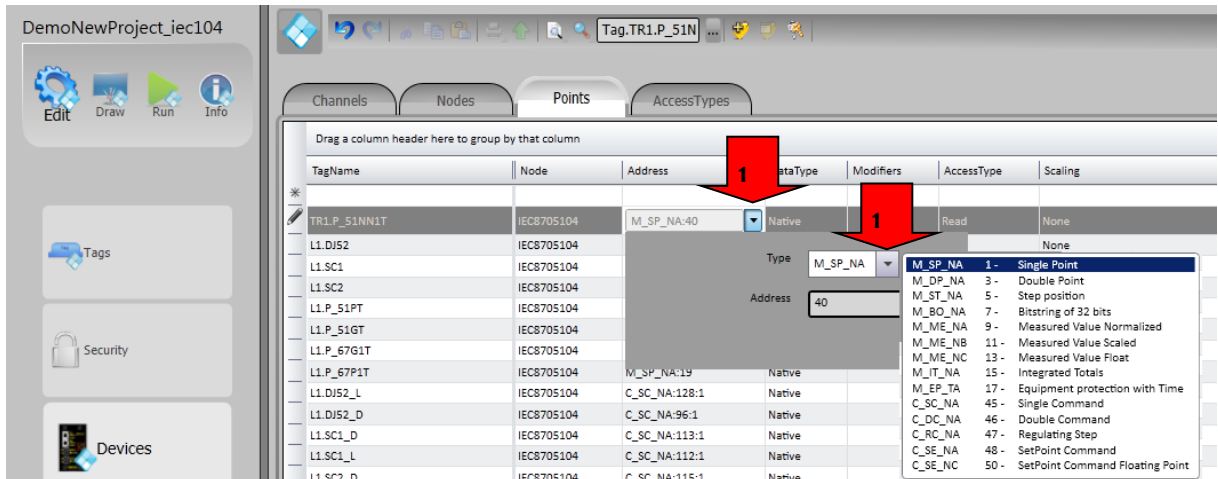 DemoNewProject_iec104
Edit Draw Run Info
Tag.TR1.P_51N ...
Channels Nodes Points AccessTypes
Drag a column header here to group by that column
TagName Node Address ataType Modifiers AccessType Scaling
1
1
TR1.P_51NN1T IEC8705104 M_SP_NA:40 Native Read None
L1.DJ52 IEC8705104 None
L1.SC1 IEC8705104
L1.SC2 IEC8705104
L1.P_51PT IEC8705104
L1.P_51GT IEC8705104
L1.P_67G1T IEC8705104
L1.P_67P1T IEC8705104 M_SP_NA:19 Native
L1.DJ52_L IEC8705104 C_SC_NA:128:1 Native
L1.DJ52_D IEC8705104 C_SC_NA:96:1 Native
L1.SC1_D IEC8705104 C_SC_NA:113:1 Native
L1.SC1_L IEC8705104 C_SC_NA:112:1 Native
L1.SC2_D IEC8705104 C_SC_NA:115:1 Native
Type M_SP_NA
Address 40
M_SP_NA 1 - Single Point
M_DP_NA 3 - Double Point
M_ST_NA 5 - Step position
M_BO_NA 7 - Bitstring of 32 bits
M_ME_NA 9 - Measured Value Normalized
M_ME_NB 11 - Measured Value Scaled
M_ME_NC 13 - Measured Value Float
M_IT_NA 15 - Integrated Totals
M_EP_TA 17 - Equipment protection with Time
C_SC_NA 45 - Single Command
C_DC_NA 46 - Double Command
C_RC_NA 47 - Regulating Step
C_SE_NA 48 - SetPoint Command
C_SE_NC 50 - SetPoint Command Floating Point
Tags
Security
Devices